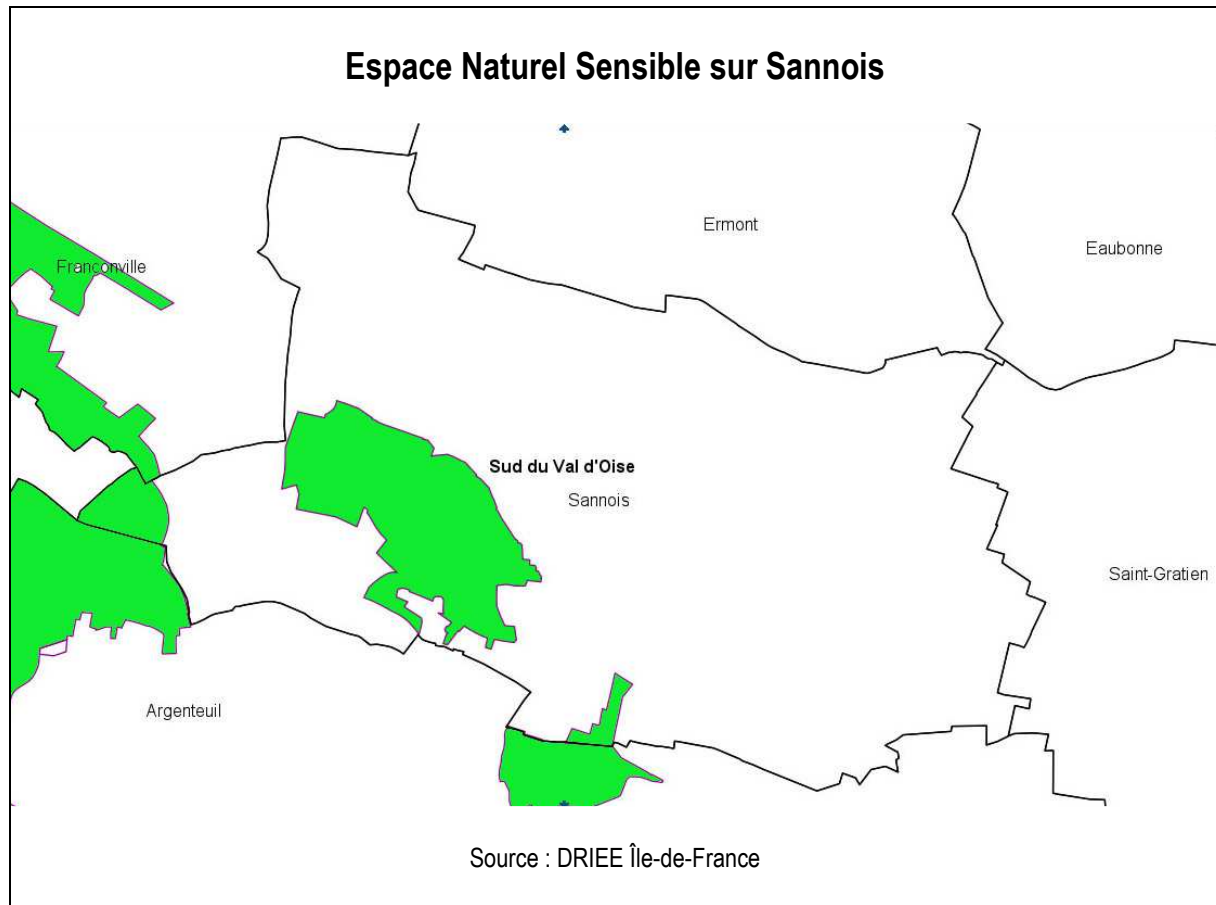 Espace Naturel Sensible sur Sannois
Ermont
Eaubonne
Franconville
Sud du Val d'Oise
Sannois
Saint-Gratien
Argenteuil
Source : DRIEE Île-de-France